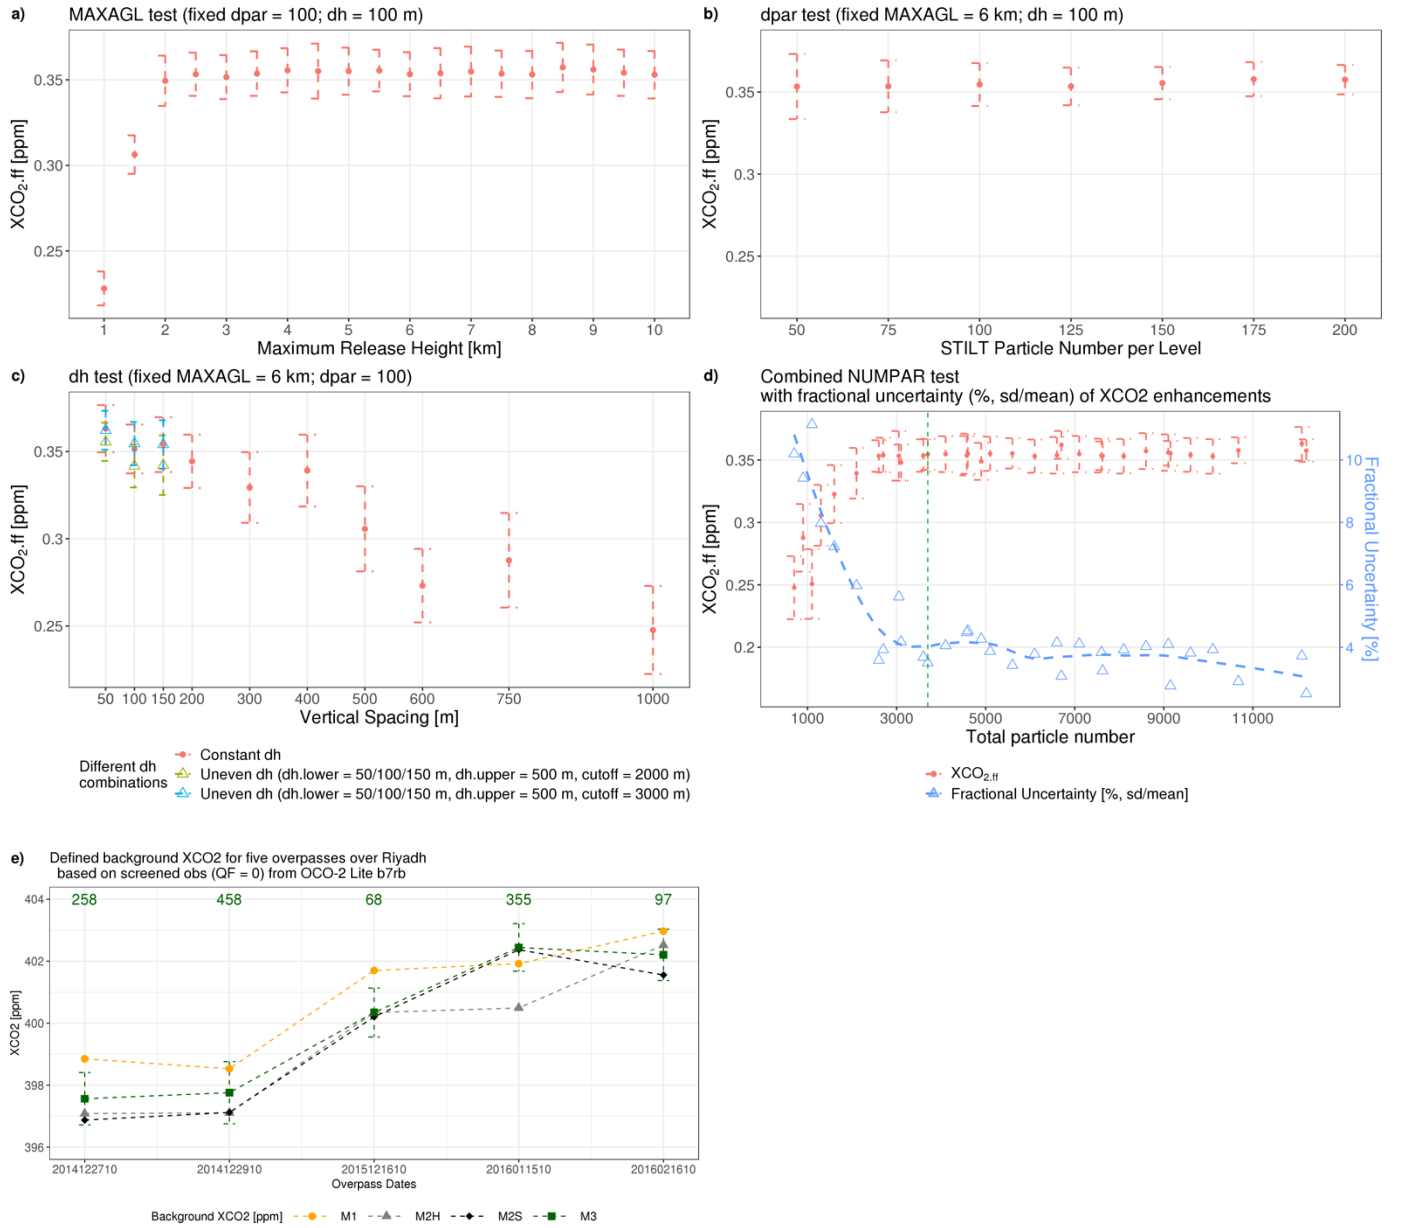 a) MAXAGL test (fixed dpar = 100; dh = 100 m)
XCO2.ff [ppm]
0.35
0.30
0.25
1 2 3 4 5 6 7 8 9 10
Maximum Release Height [km]
b) dpar test (fixed MAXAGL = 6 km; dh = 100 m)
XCO2.ff [ppm]
0.35
0.3
0.25
50 75 100 125 150 175 200
STILT Particle Number per Level
c) dh test (fixed MAXAGL = 6 km; dpar = 100)
XCO2.ff [ppm]
0.35
0.3
0.25
50 100 150 200 300 400 500 600 750 1000
Vertical Spacing [m]
Different dh
combinations
Constant dh
Uneven dh (dh.lower = 50/100/150 m, dh.upper = 500 m, cutoff = 2000 m)
Uneven dh (dh.lower = 50/100/150 m, dh.upper = 500 m, cutoff = 3000 m)
d) Combined NUMPAR test
with fractional uncertainty (%, sd/mean) of XCO2 enhancements
XCO2.ff [ppm]
0.35
0.3
0.25
0.2
10
8
6
4
Fractional Uncertainty [%]
1000 3000 5000 7000 9000 11000
Total particle number
XCO2.ff
Fractional Uncertainty [%, sd/mean]
e) Defined background XCO2 for five overpasses over Riyadh
based on screened obs (QF = 0) from OCO-2 Lite b7rb
XCO2 [ppm]
404
402
400
398
396
258 458 68 355 97
2014122710 2014122910 2015121610 2016011510 2016021610
Overpass Dates
Background XCO2 [ppm] M1 M2H M2S M3